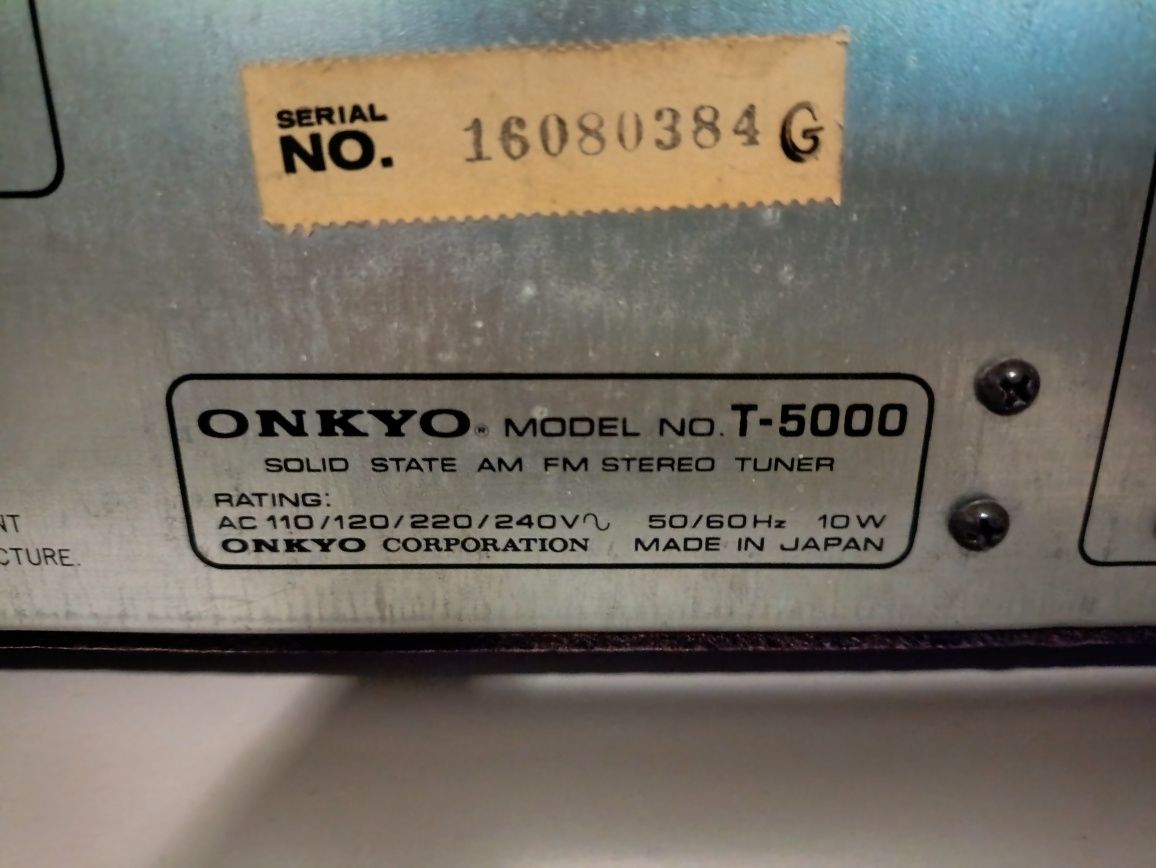 SERIAL
NO. 16080384 G
ONKYO® MODEL NO. T-5000
SOLID STATE AM FM STEREO TUNER
RATING:
AC 110/120/220/240V∿ 50/60Hz 10W
ONKYO CORPORATION MADE IN JAPAN
NT
CTURE.